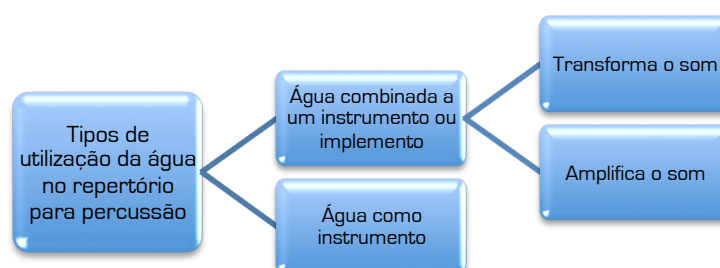 Tipos de
utilização da água
no repertório
para percussão
Água combinada a
um instrumento ou
implemento
Água como
instrumento
Transforma o som
Amplifica o som